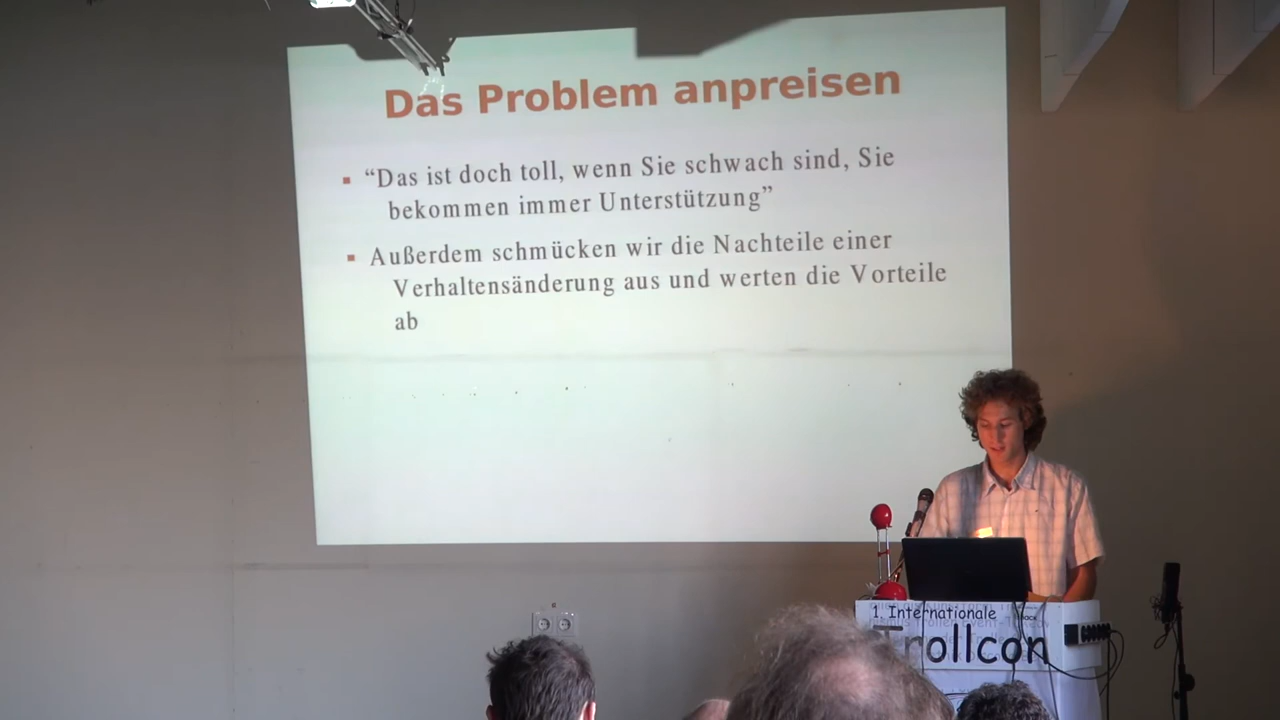 Das Problem anpreisen
“Das ist doch toll, wenn Sie schwach sind, Sie
bekommen immer Unterstützung”
Außerdem schmücken wir die Nachteile einer
Verhaltensänderung aus und werten die Vorteile
ab
1. Internationale
Trollcon